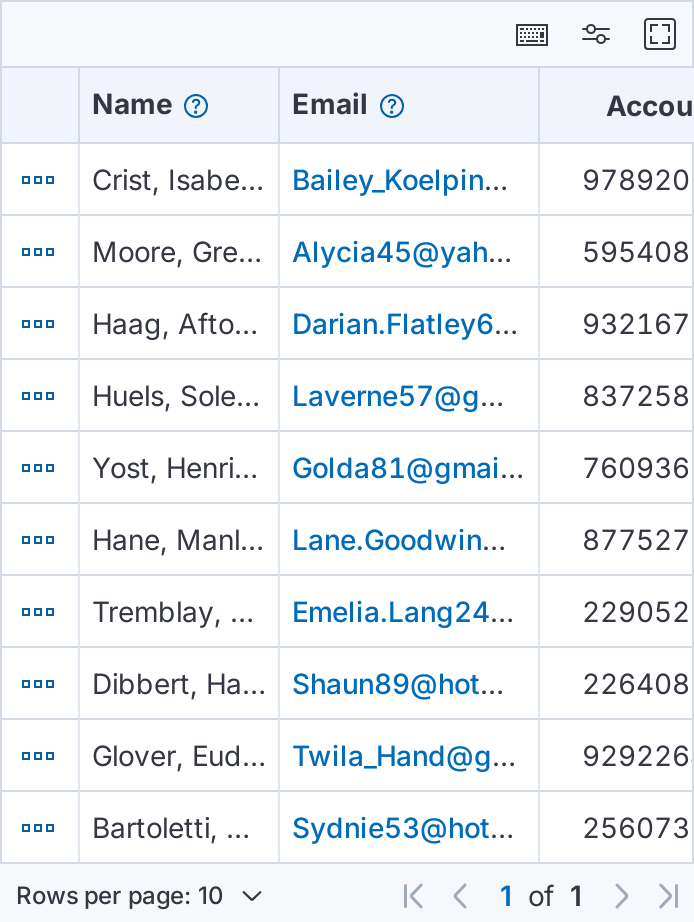 Name Email Accou
Crist, Isabe... Bailey_Koelpin... 978920
Moore, Gre... Alycia45@yah... 595408
Haag, Afto... Darian.Flatley6... 932167
Huels, Sole... Laverne57@g... 837258
Yost, Henri... Golda81@gmai... 760936
Hane, Manl... Lane.Goodwin... 877527
Tremblay, ... Emelia.Lang24... 229052
Dibbert, Ha... Shaun89@hot... 226408
Glover, Eud... Twila_Hand@g... 929226
Bartoletti, ... Sydnie53@hot... 256073
Rows per page: 10 1 of 1